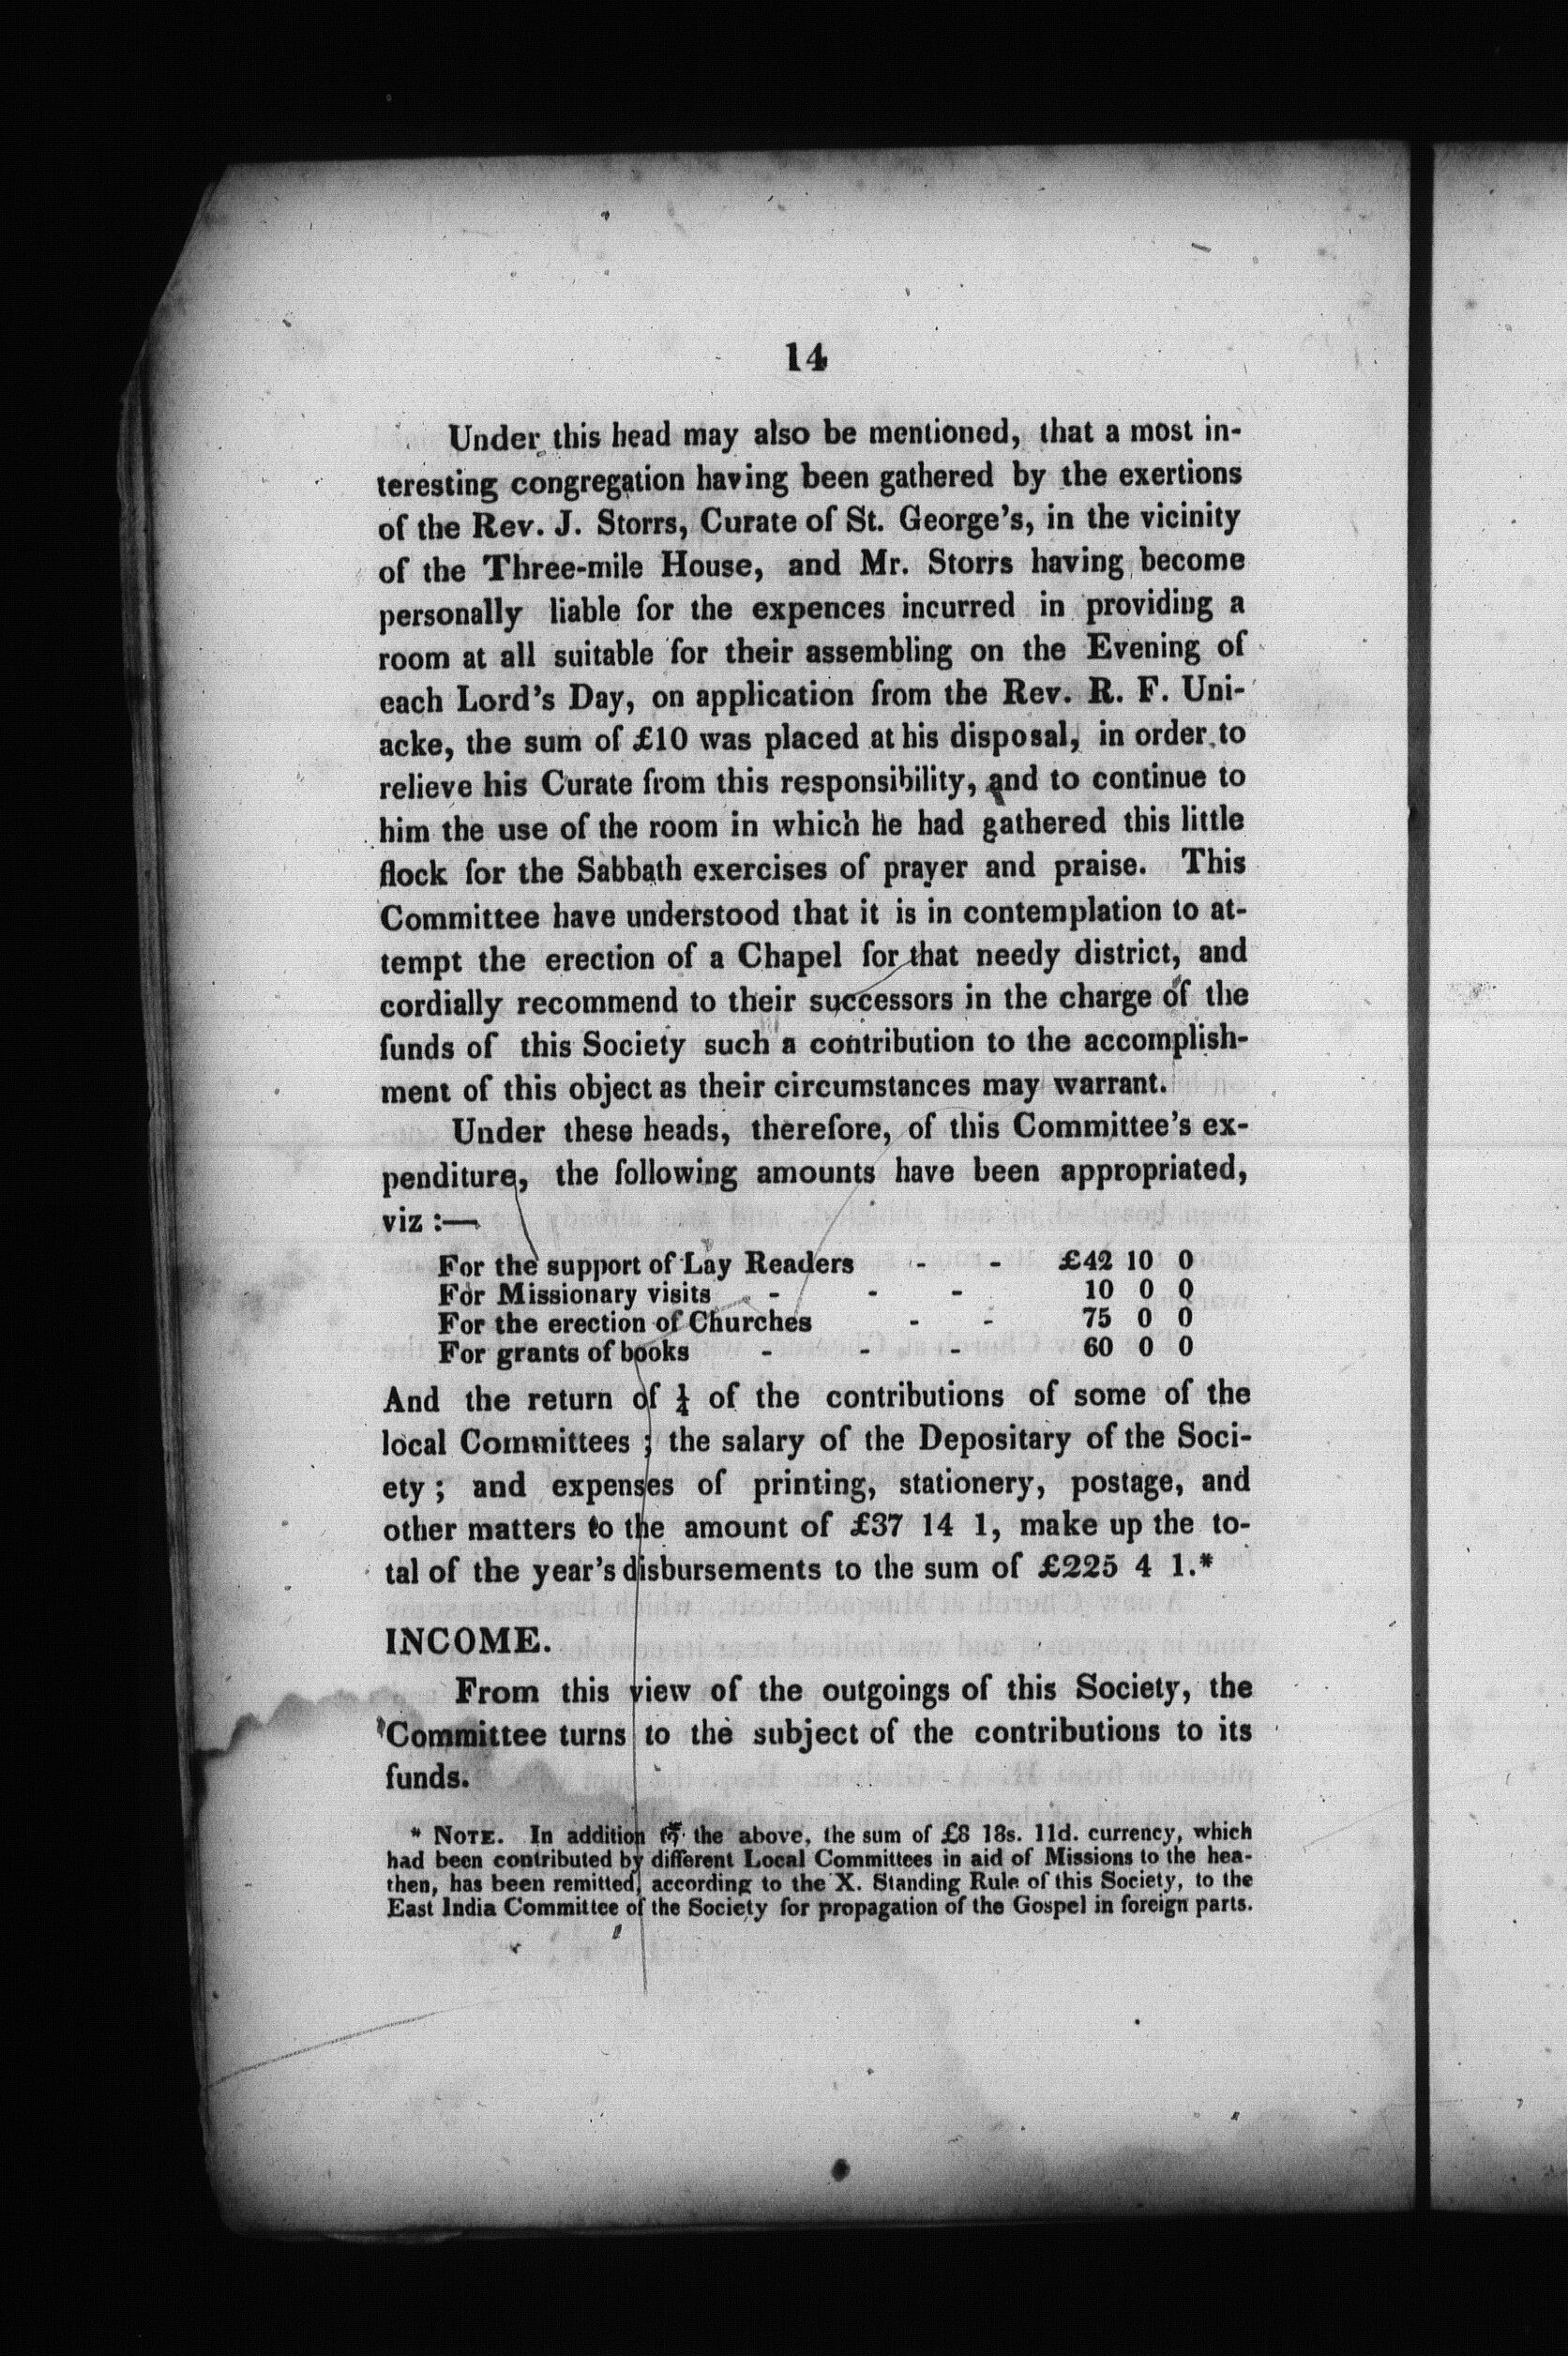 14
Under this head may also be mentioned, that a most in-
teresting congregation having been gathered by the exertions
of the Rev. J. Storrs, Curate of St. George's, in the vicinity
of the Three-mile House, and Mr. Storrs having become
personally liable for the expences incurred in providing a
room at all suitable for their assembling on the Evening of
each Lord's Day, on application from the Rev. R. F. Uni-
acke, the sum of £10 was placed at his disposal, in order to
relieve his Curate from this responsibility, and to continue to
him the use of the room in which he had gathered this little
flock for the Sabbath exercises of prayer and praise. This
Committee have understood that it is in contemplation to at-
tempt the erection of a Chapel for that needy district, and
cordially recommend to their successors in the charge of the
funds of this Society such a contribution to the accomplish-
ment of this object as their circumstances may warrant.
Under these heads, therefore, of this Committee's ex-
penditure, the following amounts have been appropriated,
viz :—
For the support of Lay Readers - - £42 10 0
For Missionary visits - - - 10 0 0
For the erection of Churches - - 75 0 0
For grants of books - - - 60 0 0
And the return of ¼ of the contributions of some of the
local Committees ; the salary of the Depositary of the Soci-
ety ; and expenses of printing, stationery, postage, and
other matters to the amount of £37 14 1, make up the to-
tal of the year's disbursements to the sum of £225 4 1.*
INCOME.
From this view of the outgoings of this Society, the
Committee turns to the subject of the contributions to its
funds.
* NOTE. In addition to the above, the sum of £8 18s. 11d. currency, which
had been contributed by different Local Committees in aid of Missions to the hea-
then, has been remitted, according to the X. Standing Rule of this Society, to the
East India Committee of the Society for propagation of the Gospel in foreign parts.